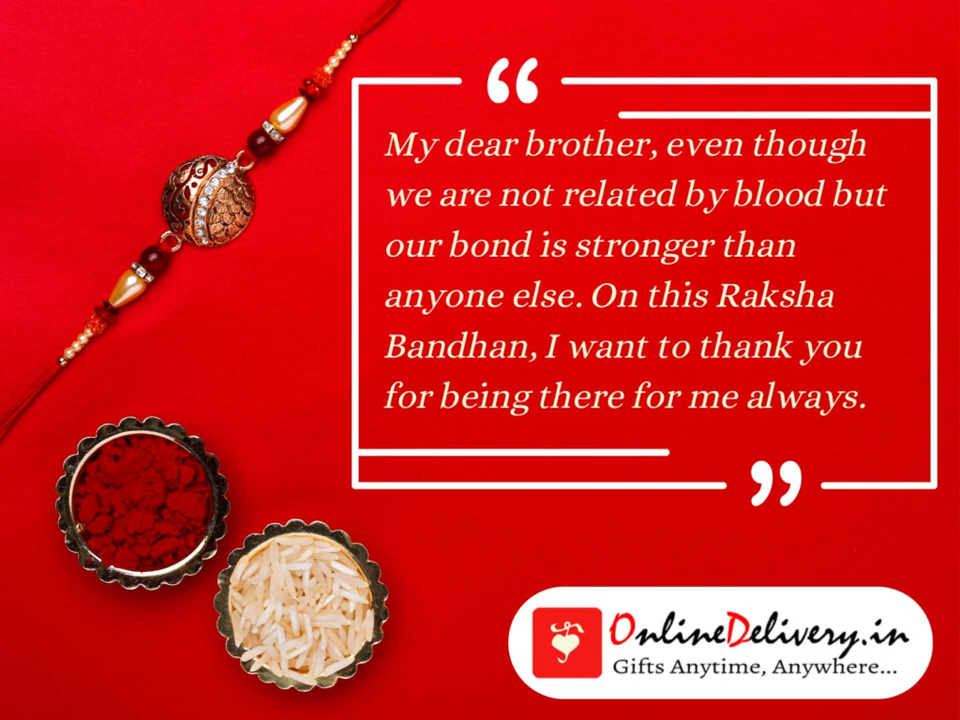 “
My dear brother, even though
we are not related by blood but
our bond is stronger than
anyone else. On this Raksha
Bandhan, I want to thank you
for being there for me always.
”
OnlineDelivery.in
Gifts Anytime, Anywhere...